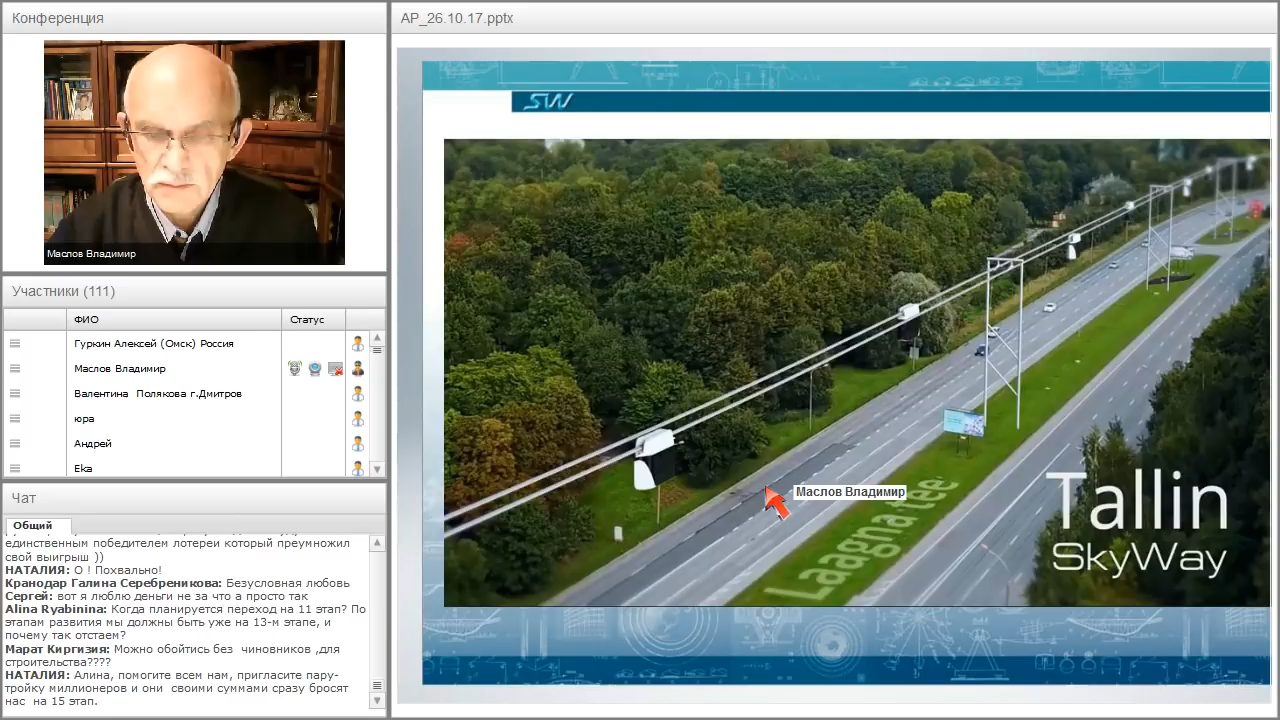 Конференция
Маслов Владимир
Участники (111)
ФИО
Статус
Гуркин Алексей (Омск) Россия
Маслов Владимир
Валентина Полякова г.Дмитров
юра
Андрей
Eka
Чат
Общий
единственным победителем лотереи который преумножил
свой выигрыш ))
НАТАЛИЯ: О ! Похвально!
Кранодар Галина Серебреникова: Безусловная любовь
Сергей: вот я люблю деньги не за что а просто так
Alina Ryabinina: Когда планируется переход на 11 этап? По
этапам развития мы должны быть уже на 13-м этапе, и
почему так отстаем?
Марат Киргизия: Можно обойтись без чиновников ,для
строительства????
НАТАЛИЯ: Алина, помогите всем нам, пригласите пару-
тройку миллионеров и они своими суммами сразу бросят
нас на 15 этап.
AP_26.10.17.pptx
SW
Маслов Владимир
Laagna tee
Tallin
SkyWay